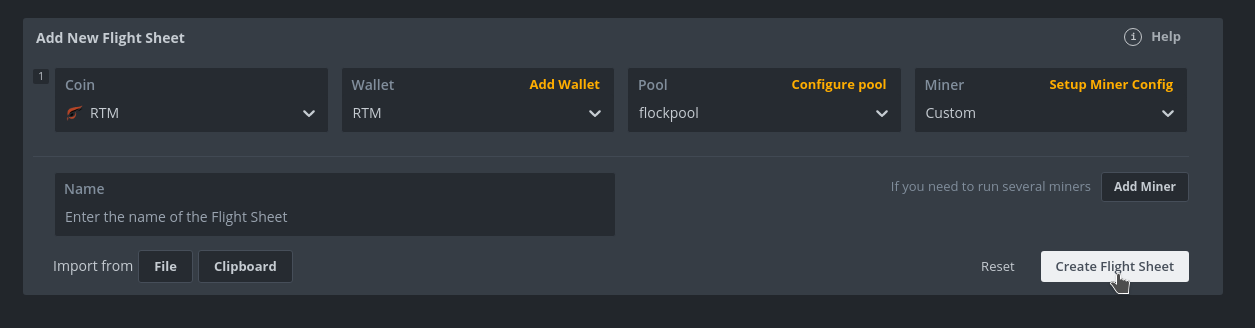 Add New Flight Sheet
i Help
1
Coin
RTM
Wallet Add Wallet
RTM
Pool Configure pool
flockpool
Miner Setup Miner Config
Custom
Name
Enter the name of the Flight Sheet
If you need to run several miners Add Miner
Import from File Clipboard
Reset Create Flight Sheet